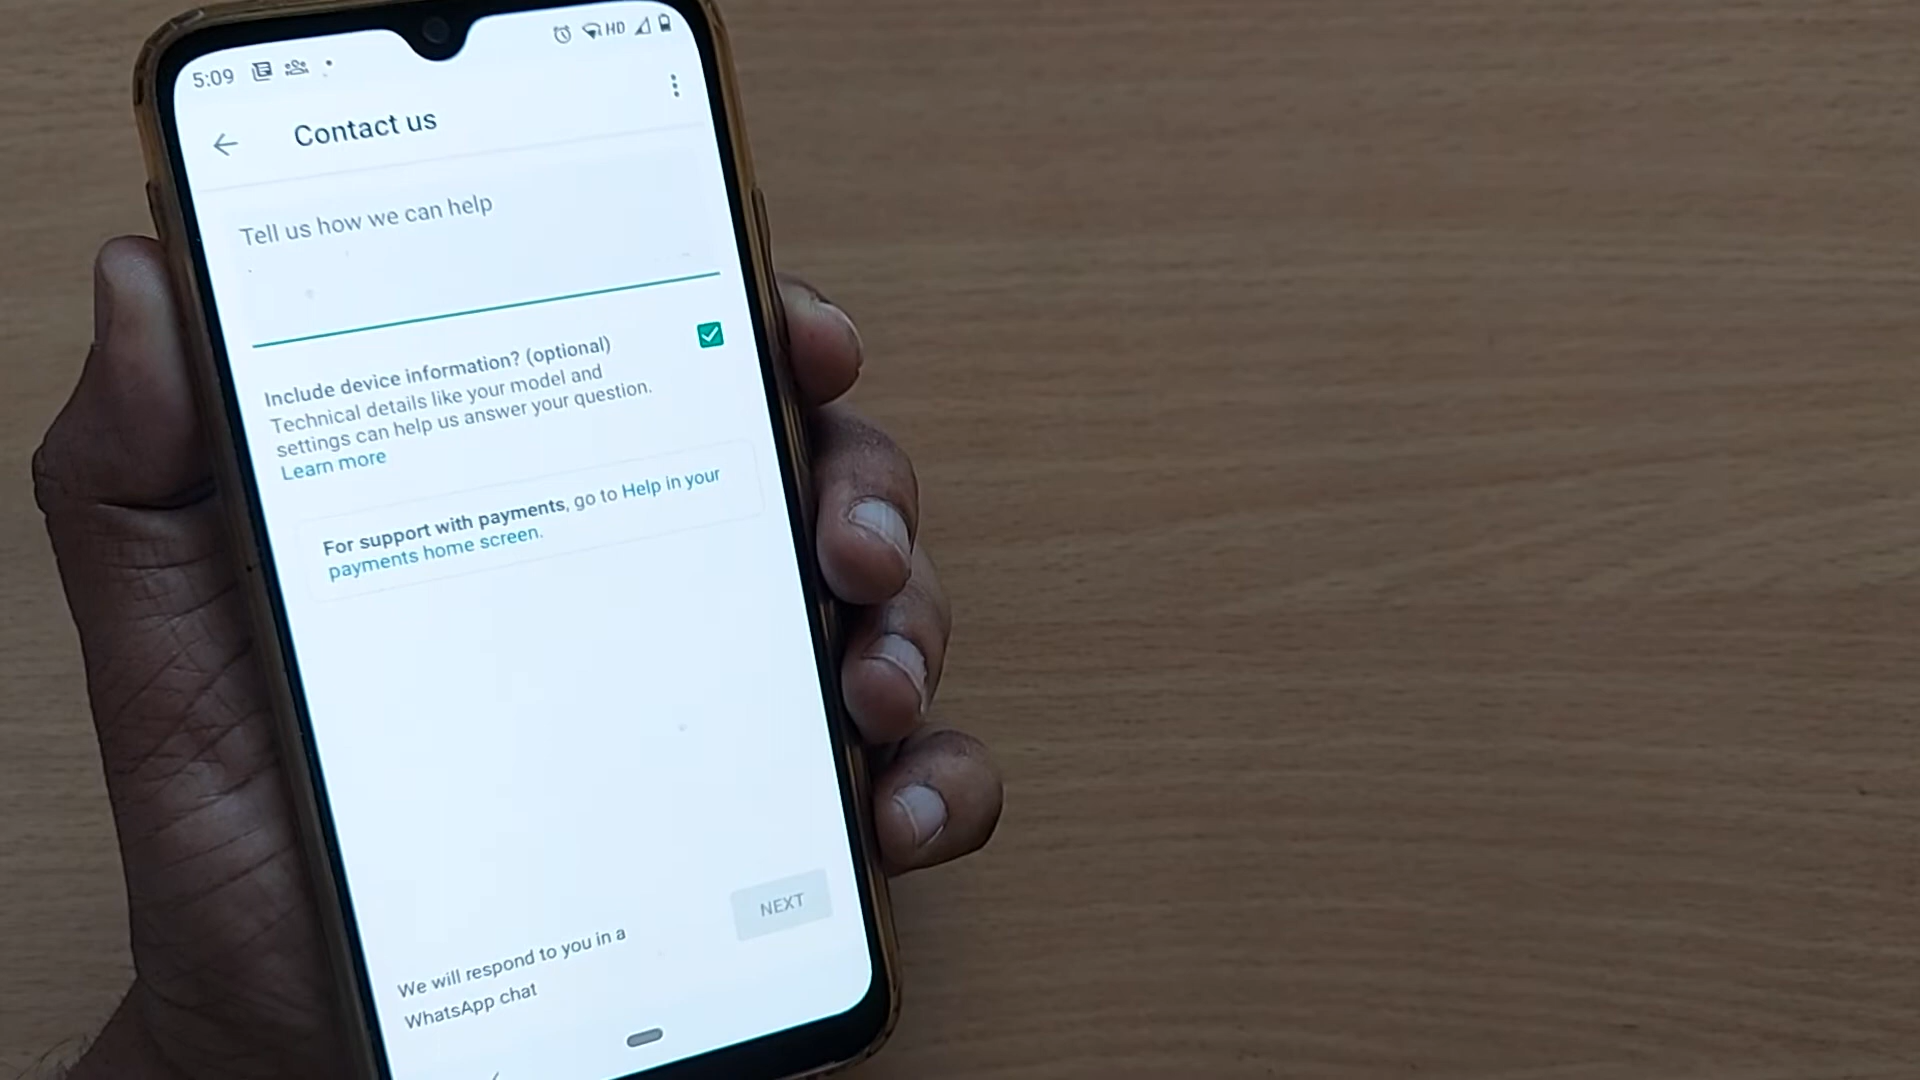 5:09
HD
Contact us
Tell us how we can help
Include device information? (optional)
Technical details like your model and
settings can help us answer your question.
Learn more
For support with payments, go to Help in your
payments home screen.
NEXT
We will respond to you in a
WhatsApp chat